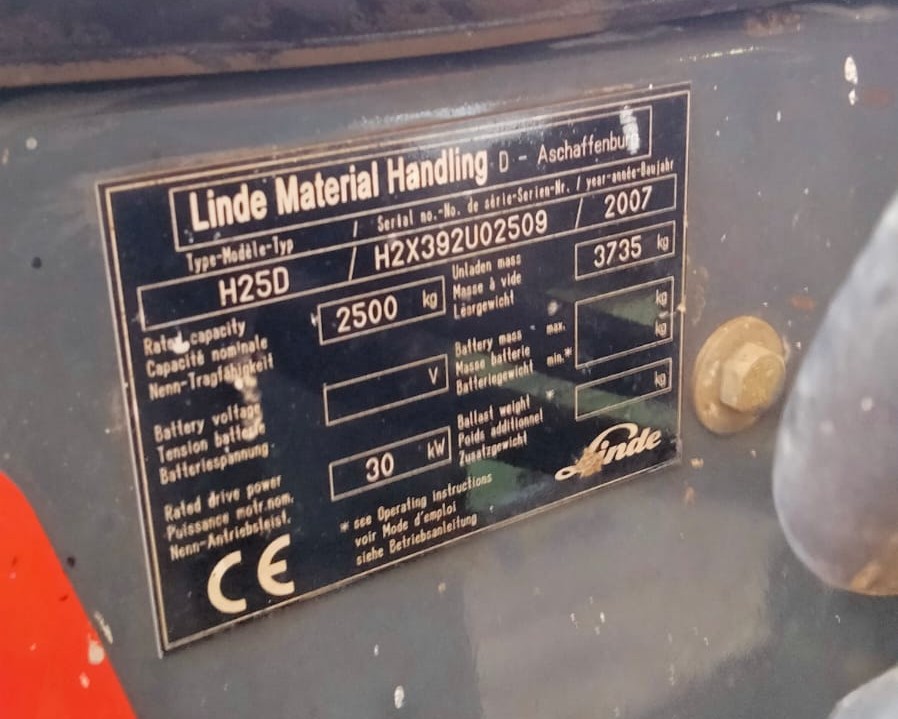 Linde Material Handling D - Aschaffenburg
Type-Modèle-Typ / Serial no.-No. de série-Serien-Nr. / year-année-Baujahr
H25D / H2X392U02509 / 2007
Rated capacity
Capacité nominale
Nenn-Tragfähigkeit
2500 kg
Unladen mass
Masse à vide
Leergewicht
3735 kg
Battery voltage
Tension batterie
Batteriespannung
V
Battery mass max. kg
Masse batterie
Batteriegewicht min.* kg
Rated drive power
Puissance motr.nom.
Nenn-Antriebsleist.
30 kW
Ballast weight
Poids additionnel
Zusatzgewicht
kg
* see Operating instructions
voir Mode d'emploi
siehe Betriebsanleitung
CE
Linde